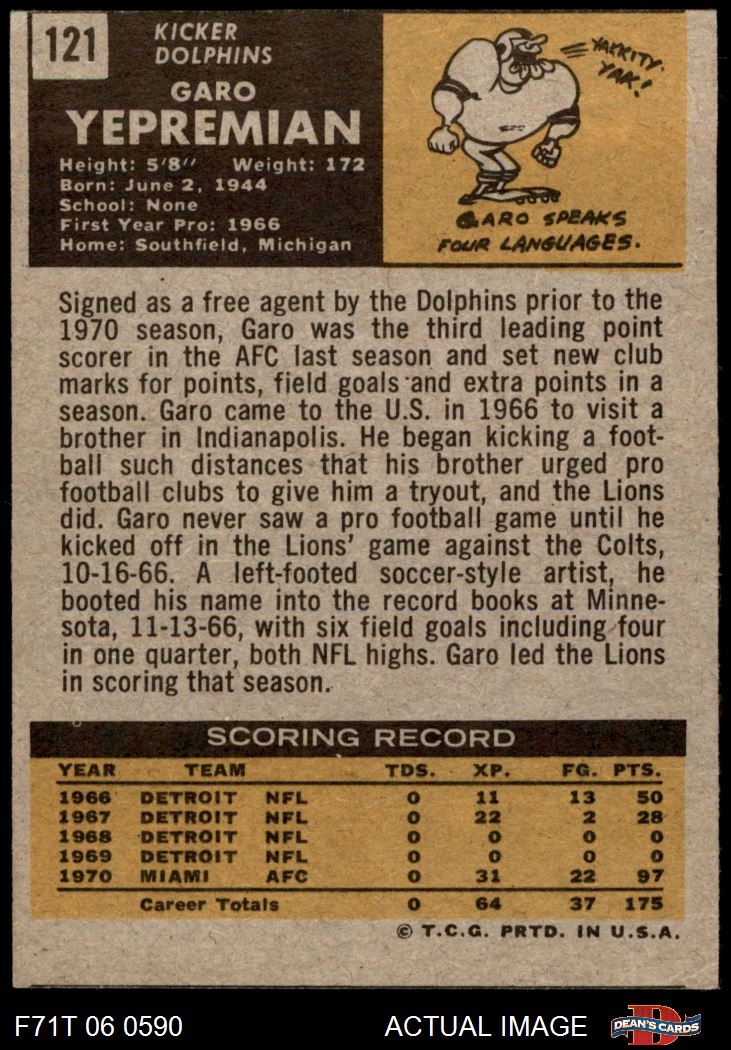 121
KICKER
DOLPHINS
GARO
YEPREMIAN
Height: 5'8" Weight: 172
Born: June 2, 1944
School: None
First Year Pro: 1966
Home: Southfield, Michigan
YAKKITY-
YAK!
GARO SPEAKS
FOUR LANGUAGES.
Signed as a free agent by the Dolphins prior to the
1970 season, Garo was the third leading point
scorer in the AFC last season and set new club
marks for points, field goals and extra points in a
season. Garo came to the U.S. in 1966 to visit a
brother in Indianapolis. He began kicking a foot-
ball such distances that his brother urged pro
football clubs to give him a tryout, and the Lions
did. Garo never saw a pro football game until he
kicked off in the Lions' game against the Colts,
10-16-66. A left-footed soccer-style artist, he
booted his name into the record books at Minne-
sota, 11-13-66, with six field goals including four
in one quarter, both NFL highs. Garo led the Lions
in scoring that season.
SCORING RECORD
YEAR TEAM TDS. XP. FG. PTS.
1966 DETROIT NFL 0 11 13 50
1967 DETROIT NFL 0 22 2 28
1968 DETROIT NFL 0 0 0 0
1969 DETROIT NFL 0 0 0 0
1970 MIAMI AFC 0 31 22 97
Career Totals 0 64 37 175
© T.C.G. PRTD. IN U.S.A.
F71T 06 0590 ACTUAL IMAGE D DEAN'S CARDS